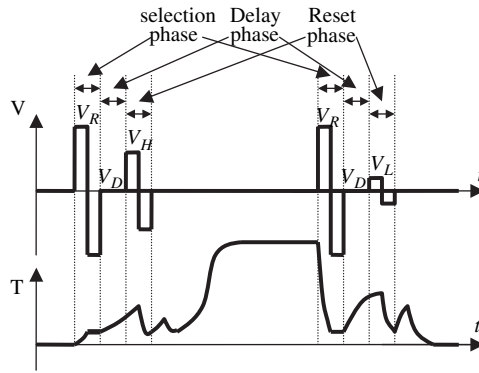 selection phase
Delay phase
Reset phase
V
V_R
V_D
V_H
V_R
V_D
V_L
t
T
t